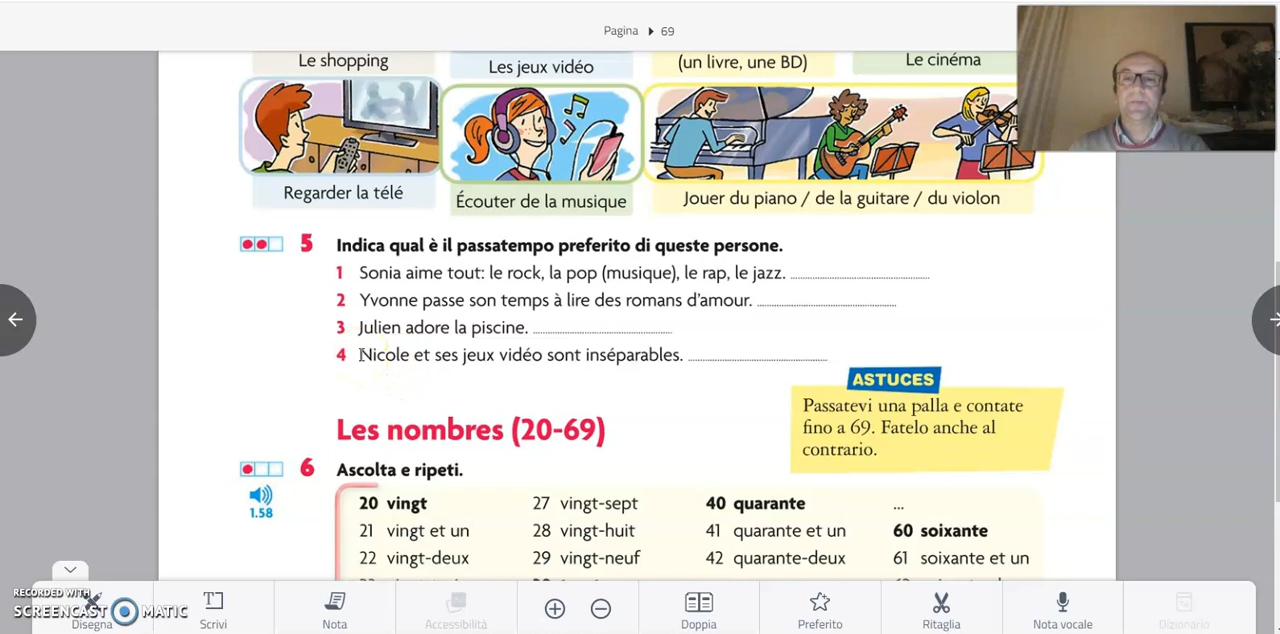 Pagina 69
Le shopping
Les jeux vidéo
(un livre, une BD)
Le cinéma
Regarder la télé
Écouter de la musique
Jouer du piano / de la guitare / du violon
5 Indica qual è il passatempo preferito di queste persone.
1 Sonia aime tout: le rock, la pop (musique), le rap, le jazz.
2 Yvonne passe son temps à lire des romans d'amour.
3 Julien adore la piscine.
4 Nicole et ses jeux vidéo sont inséparables.
ASTUCES
Passatevi una palla e contate
fino a 69. Fatelo anche al
contrario.
Les nombres (20-69)
6 Ascolta e ripeti.
1.58
20 vingt 27 vingt-sept 40 quarante ...
21 vingt et un 28 vingt-huit 41 quarante et un 60 soixante
22 vingt-deux 29 vingt-neuf 42 quarante-deux 61 soixante et un
RECORDED WITH
SCREENCAST MATIC
Disegna Scrivi Nota Accessibilità Doppia Preferito Ritaglia Nota vocale Dizionario